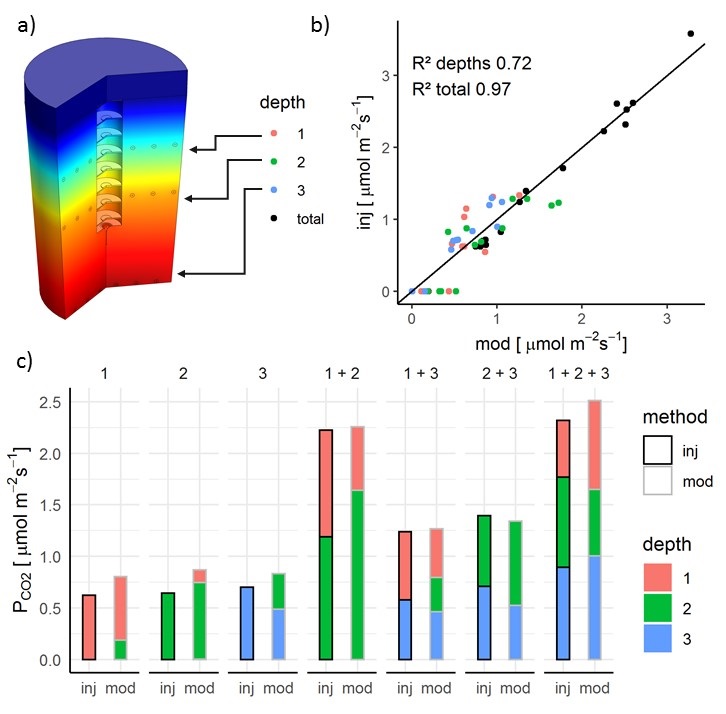 a)
depth
1
2
3
total
b)
R² depths 0.72
R² total 0.97
inj [ μmol m⁻²s⁻¹]
3
2
1
0
0 1 2 3
mod [ μmol m⁻²s⁻¹]
c)
1 2 3 1 + 2 1 + 3 2 + 3 1 + 2 + 3
P_CO2 [ μmol m⁻²s⁻¹]
2.5
2.0
1.5
1.0
0.5
0.0
inj mod inj mod inj mod inj mod inj mod inj mod inj mod
method
inj
mod
depth
1
2
3